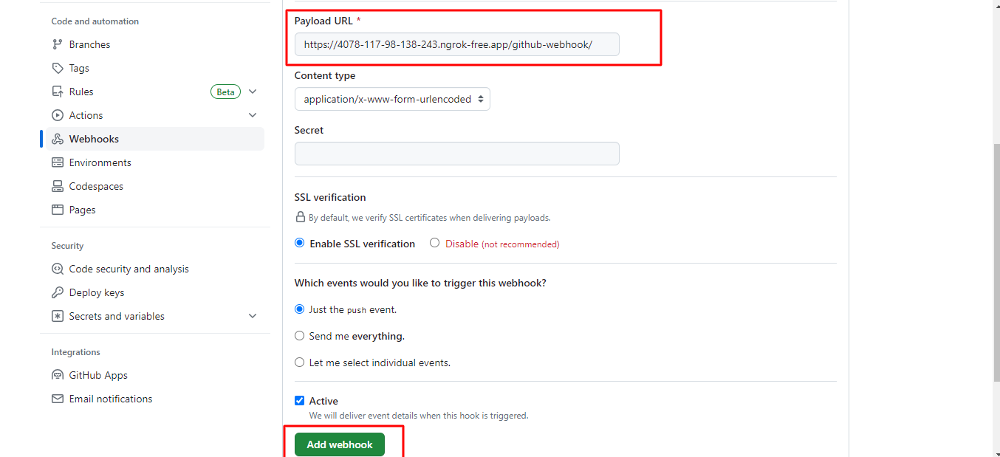 Code and automation
Branches
Tags
Rules Beta
Actions
Webhooks
Environments
Codespaces
Pages
Security
Code security and analysis
Deploy keys
Secrets and variables
Integrations
GitHub Apps
Email notifications
Payload URL *
https://4078-117-98-138-243.ngrok-free.app/github-webhook/
Content type
application/x-www-form-urlencoded
Secret
SSL verification
By default, we verify SSL certificates when delivering payloads.
Enable SSL verification Disable (not recommended)
Which events would you like to trigger this webhook?
Just the push event.
Send me everything.
Let me select individual events.
Active
We will deliver event details when this hook is triggered.
Add webhook